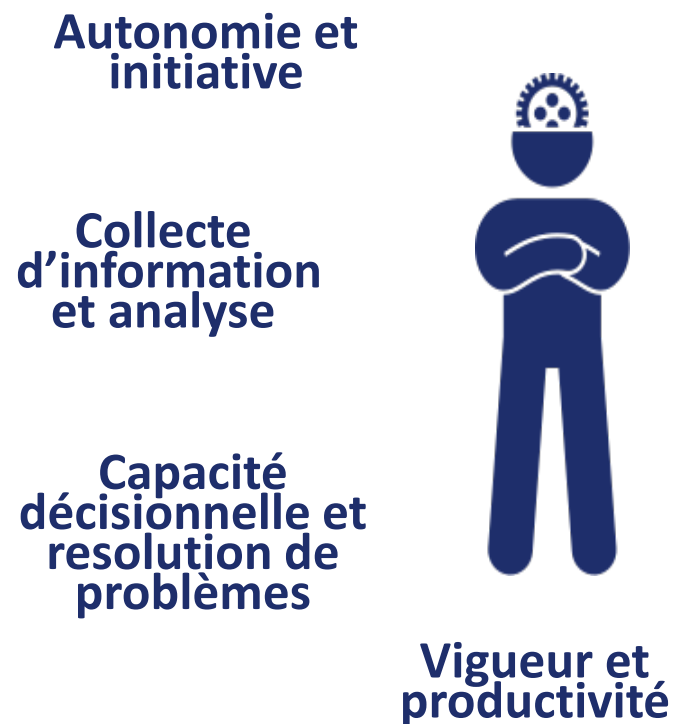 Autonomie et
initiative
Collecte
d’information
et analyse
Capacité
décisionnelle et
resolution de
problèmes
Vigueur et
productivité